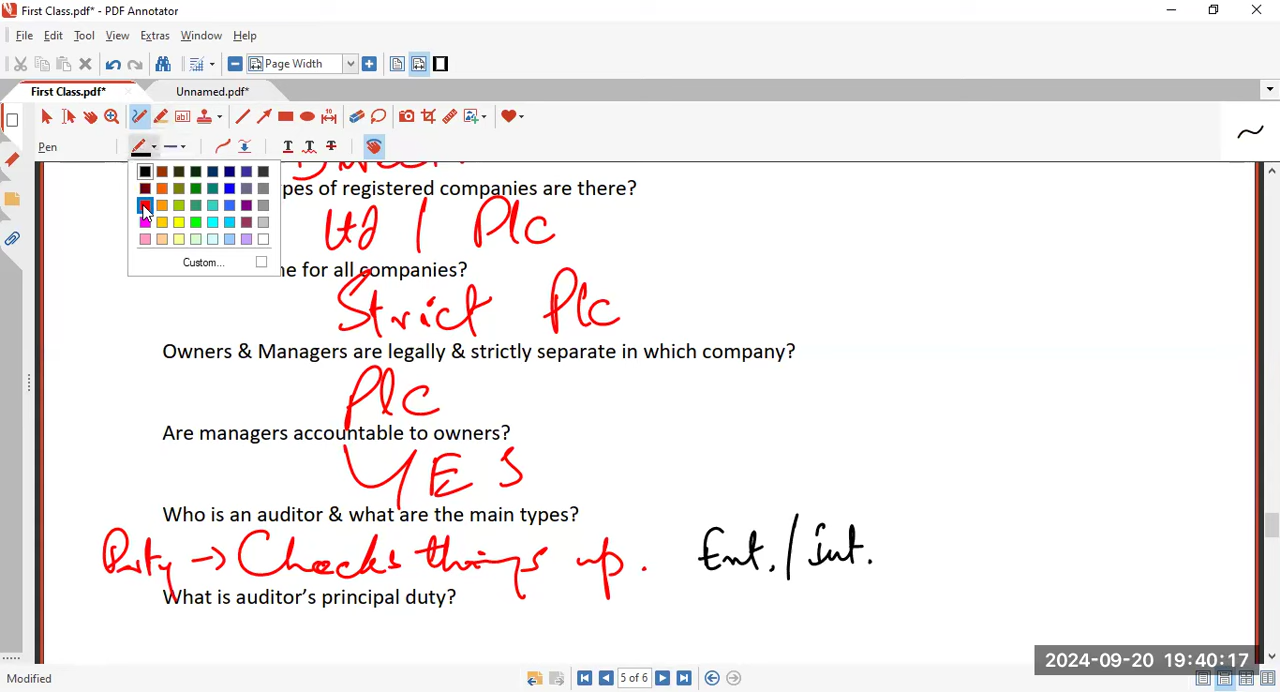 First Class.pdf* - PDF Annotator
File Edit Tool View Extras Window Help
Page Width
First Class.pdf* Unnamed.pdf*
Pen
Custom...
ypes of registered companies are there?
Ltd / Plc
me for all companies?
Strict Plc
Owners & Managers are legally & strictly separate in which company?
Plc
Are managers accountable to owners?
YES
Who is an auditor & what are the main types?
Party → Checks things up. Ext. / Int.
What is auditor’s principal duty?
2024-09-20 19:40:17
Modified
5 of 6